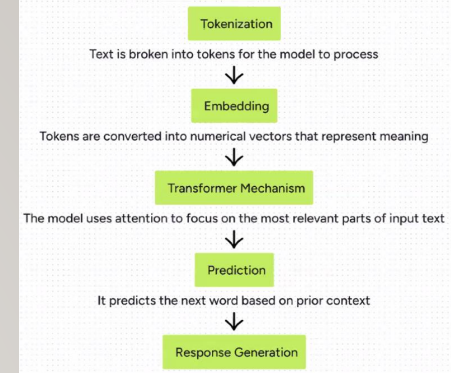 Tokenization
Text is broken into tokens for the model to process
Embedding
Tokens are converted into numerical vectors that represent meaning
Transformer Mechanism
The model uses attention to focus on the most relevant parts of input text
Prediction
It predicts the next word based on prior context
Response Generation